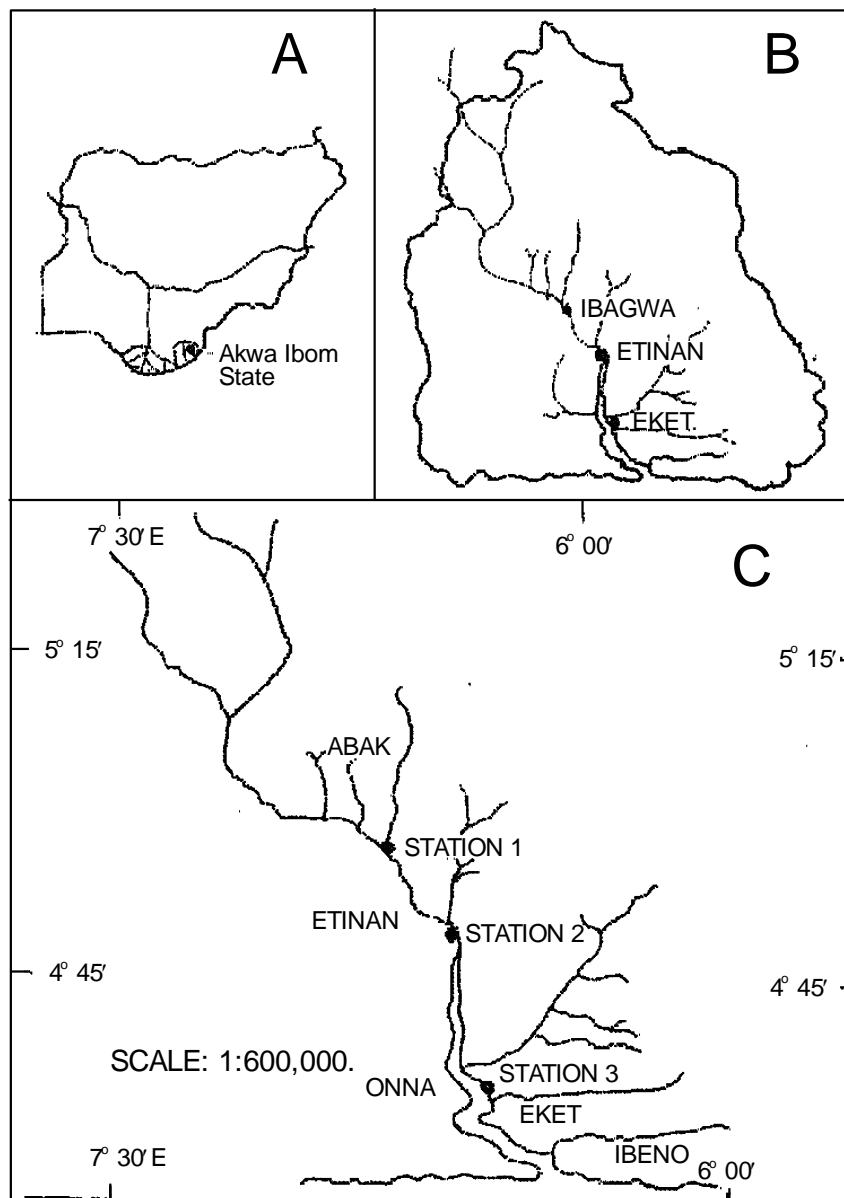 A
Akwa Ibom
State
B
IBAGWA
ETINAN
EKET.
7° 30′ E
6° 00′
C
5° 15′
5° 15′
ABAK
STATION 1
ETINAN
STATION 2
4° 45′
4° 45′
SCALE: 1:600,000.
STATION 3
ONNA
EKET
IBENO
7° 30′ E
6° 00′